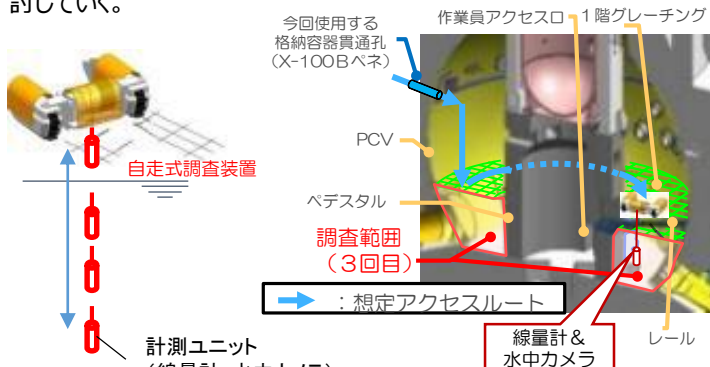 討していく。
今回使用する
格納容器貫通孔
(X-100Bペネ)
作業員アクセス口
1階グレーチング
PCV
自走式調査装置
ペデスタル
調査範囲
(3回目)
:想定アクセスルート
線量計&
水中カメラ
レール
計測ユニット